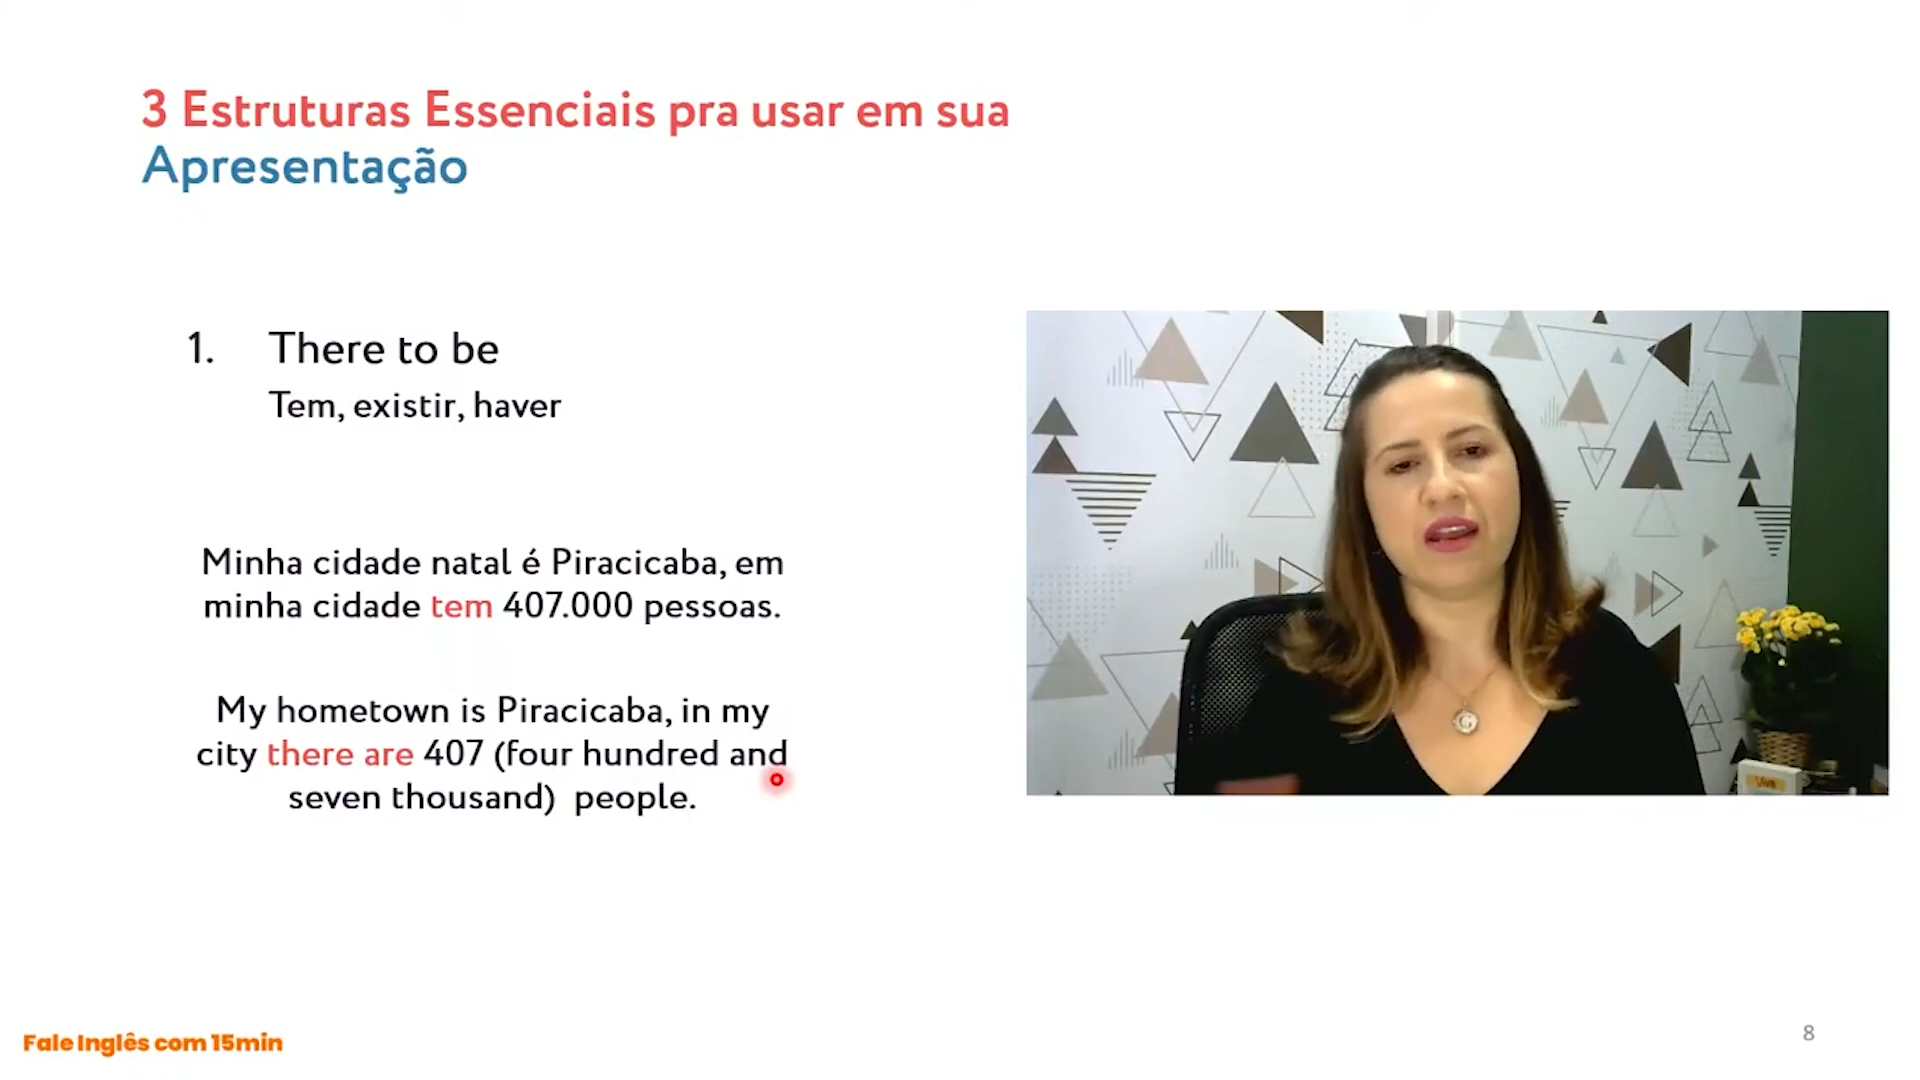 3 Estruturas Essenciais pra usar em sua
Apresentação
1. There to be
Tem, existir, haver
Minha cidade natal é Piracicaba, em
minha cidade tem 407.000 pessoas.
My hometown is Piracicaba, in my
city there are 407 (four hundred and
seven thousand) people.
Fale Inglês com 15min
8